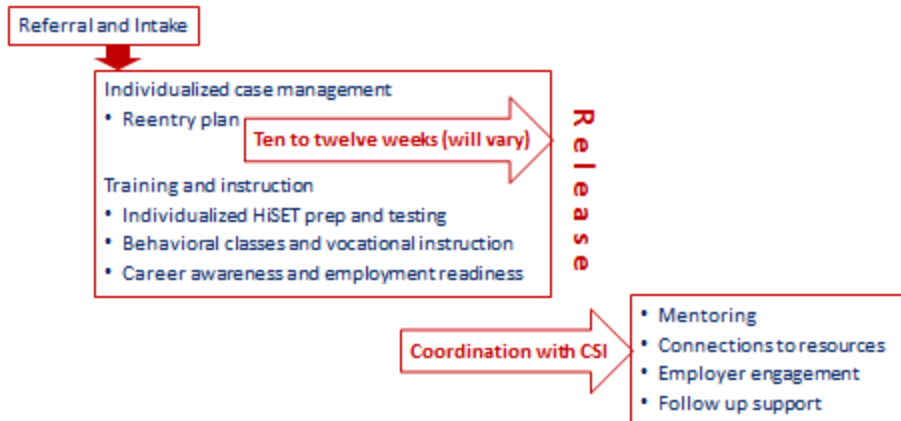 Referral and Intake
Individualized case management
• Reentry plan
Ten to twelve weeks (will vary)
Training and instruction
• Individualized HiSET prep and testing
• Behavioral classes and vocational instruction
• Career awareness and employment readiness
Release
Coordination with CSI
• Mentoring
• Connections to resources
• Employer engagement
• Follow up support